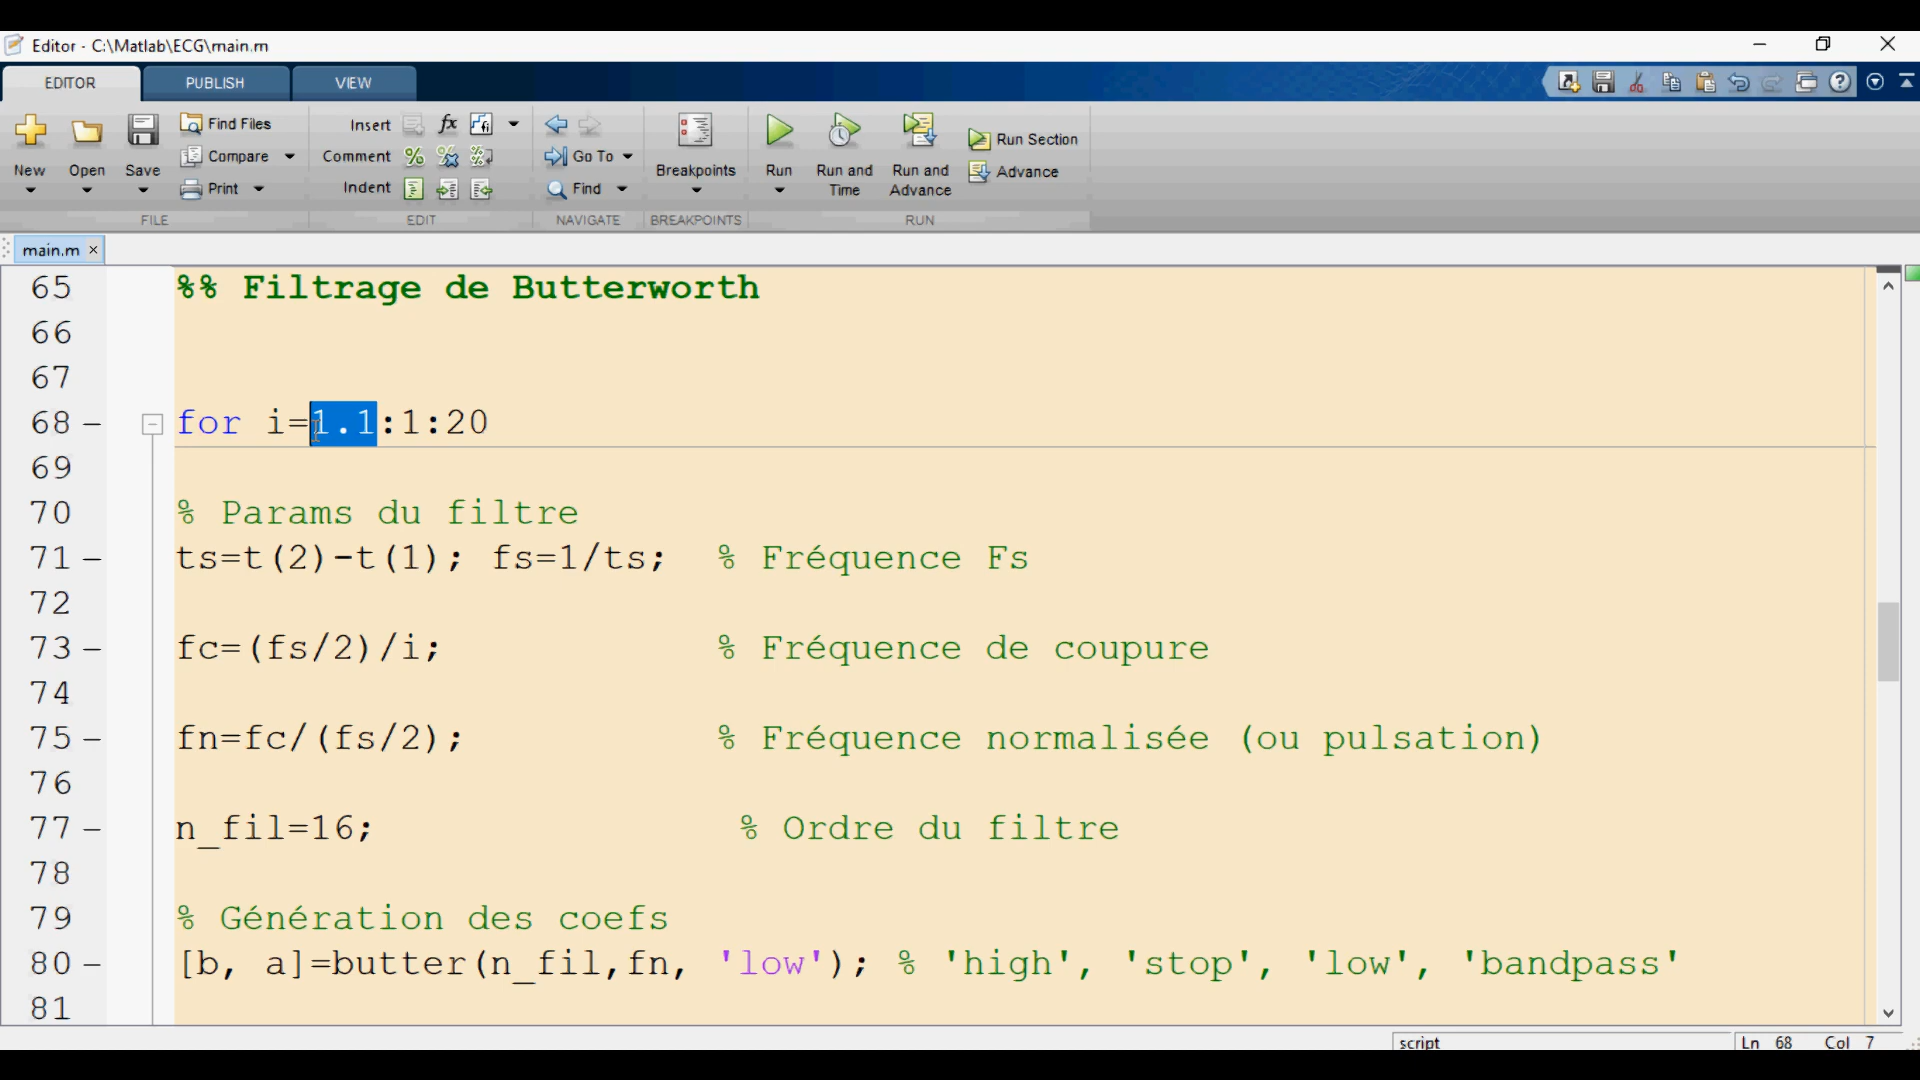 Editor - C:\Matlab\ECG\main.m
EDITOR PUBLISH VIEW
New Open Save Find Files Compare Print
Insert fx Comment Indent
Go To Find
Breakpoints
Run Run and Time Run and Advance Run Section Advance
FILE EDIT NAVIGATE BREAKPOINTS RUN
main.m
65 %% Filtrage de Butterworth
66
67
68 – for i=1.1:1:20
69
70 % Params du filtre
71 – ts=t(2)-t(1); fs=1/ts; % Fréquence Fs
72
73 – fc=(fs/2)/i; % Fréquence de coupure
74
75 – fn=fc/(fs/2); % Fréquence normalisée (ou pulsation)
76
77 – n_fil=16; % Ordre du filtre
78
79 % Génération des coefs
80 – [b, a]=butter(n_fil,fn, 'low'); % 'high', 'stop', 'low', 'bandpass'
81
script Ln 68 Col 7